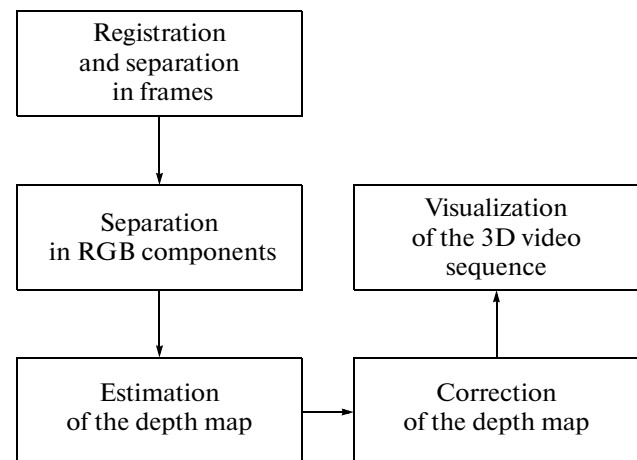 Registration
and separation
in frames
Separation
in RGB components
Estimation
of the depth map
Correction
of the depth map
Visualization
of the 3D video
sequence